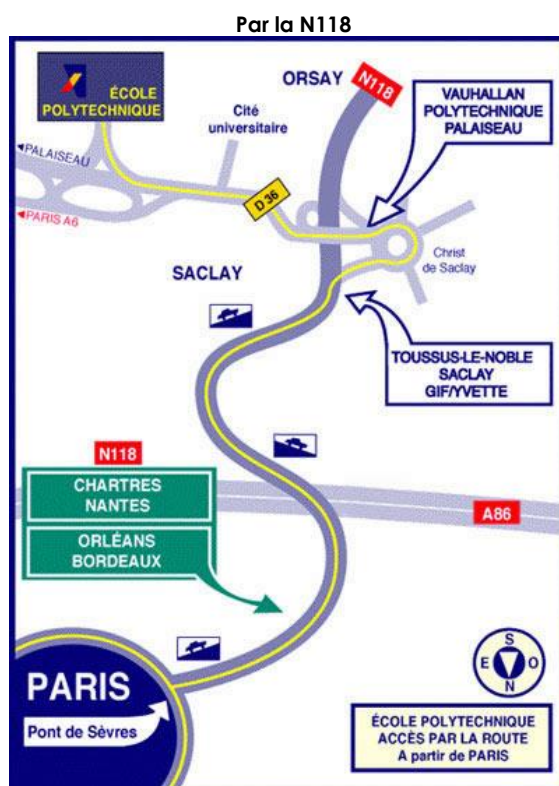 Par la N118
ÉCOLE
POLYTECHNIQUE
ORSAY
N118
VAUHALLAN
POLYTECHNIQUE
PALAISEAU
Cité
universitaire
PALAISEAU
PARIS A6
D 36
Christ
de Saclay
SACLAY
TOUSSUS-LE-NOBLE
SACLAY
GIF/YVETTE
N118
CHARTRES
NANTES
ORLÉANS
BORDEAUX
A86
PARIS
Pont de Sèvres
S
E
O
N
ÉCOLE POLYTECHNIQUE
ACCÈS PAR LA ROUTE
A partir de PARIS